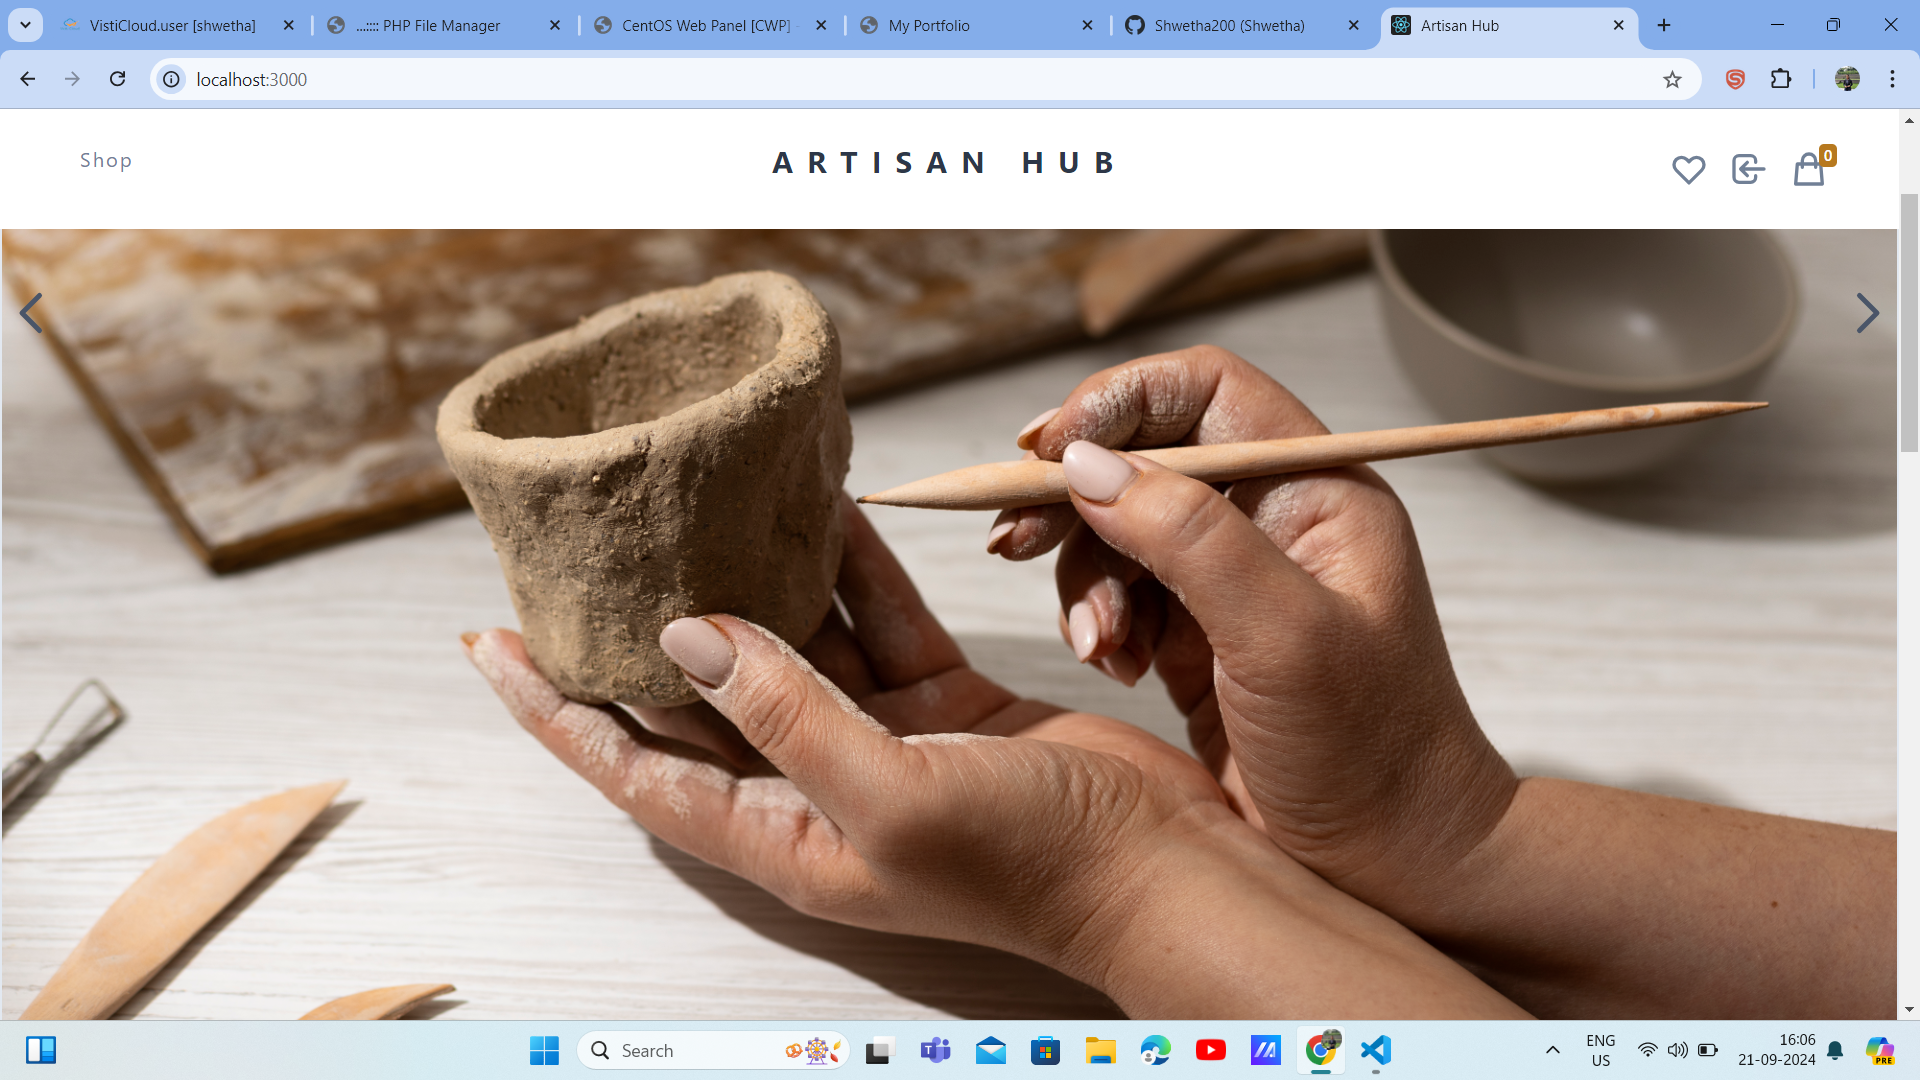 VistiCloud.user [shwetha]
...:::: PHP File Manager
CentOS Web Panel [CWP] -
My Portfolio
Shwetha200 (Shwetha)
Artisan Hub
localhost:3000
Shop
ARTISAN HUB
0
Search
ENG
US
16:06
21-09-2024
PRE